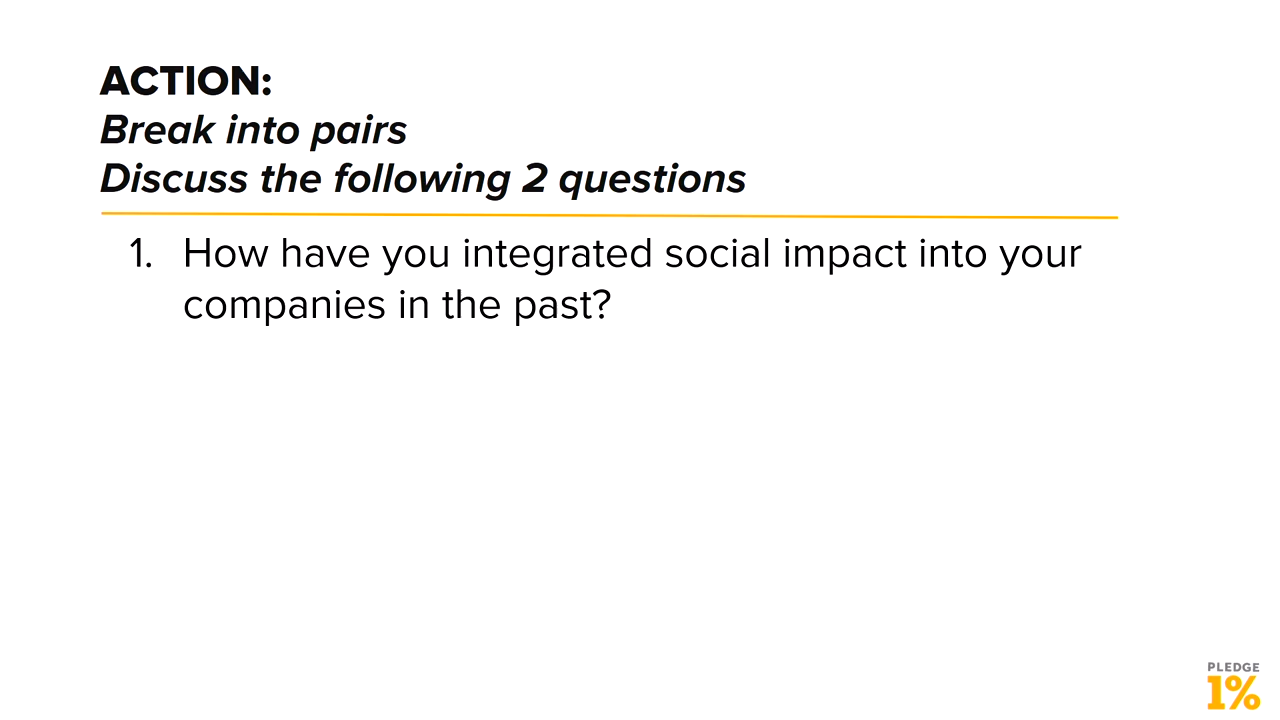 ACTION:
Break into pairs
Discuss the following 2 questions
1. How have you integrated social impact into your
companies in the past?
PLEDGE
1%